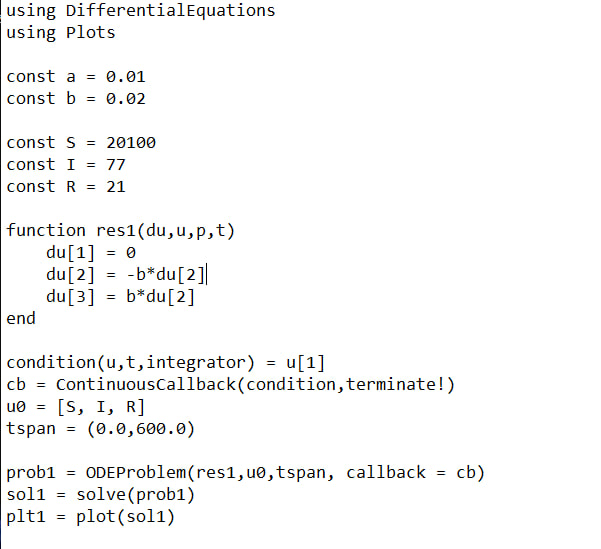 using DifferentialEquations
using Plots

const a = 0.01
const b = 0.02

const S = 20100
const I = 77
const R = 21

function res1(du,u,p,t)
    du[1] = 0
    du[2] = -b*du[2]
    du[3] = b*du[2]
end

condition(u,t,integrator) = u[1]
cb = ContinuousCallback(condition,terminate!)
u0 = [S, I, R]
tspan = (0.0,600.0)

prob1 = ODEProblem(res1,u0,tspan, callback = cb)
sol1 = solve(prob1)
plt1 = plot(sol1)